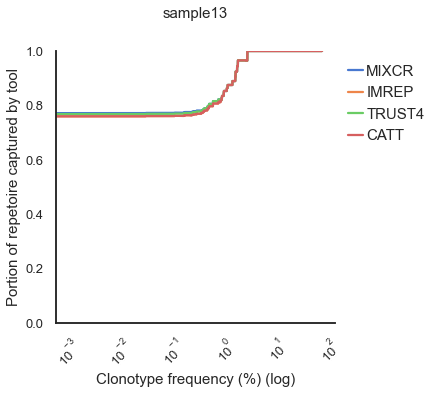 sample13
1.0
0.8
0.6
0.4
0.2
0.0
Portion of repetoire captured by tool
10⁻³
10⁻²
10⁻¹
10⁰
10¹
10²
Clonotype frequency (%) (log)
MIXCR
IMREP
TRUST4
CATT